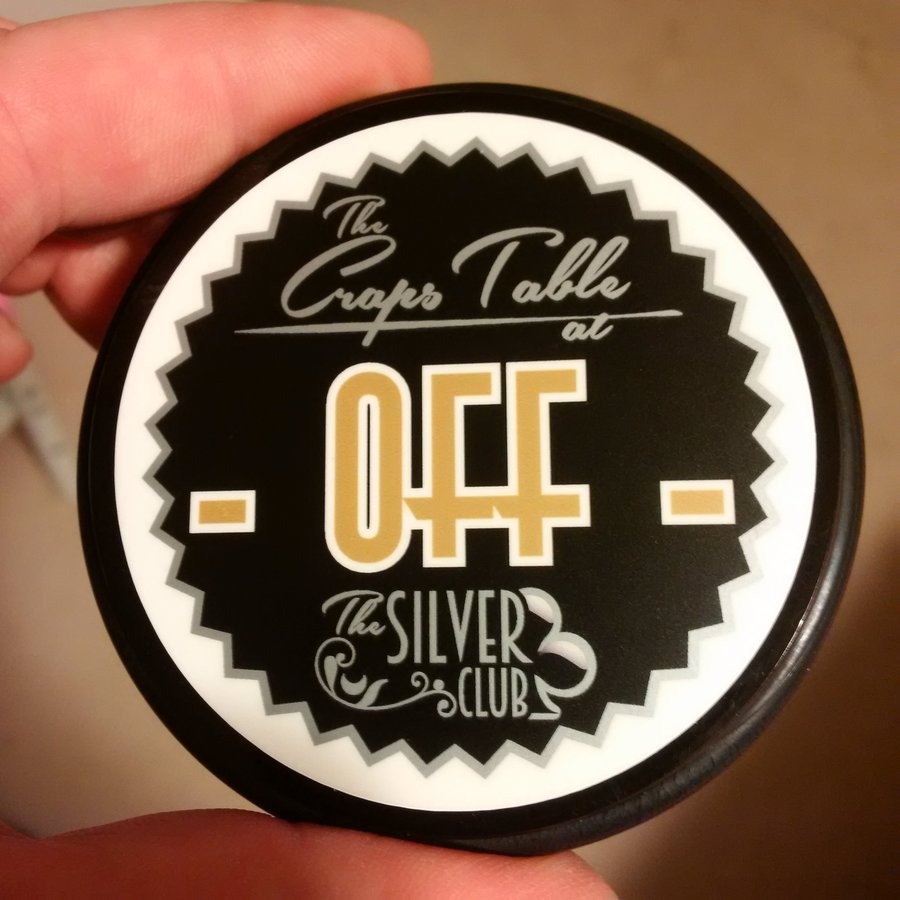 The
Craps Table
at
- OFF -
The SILVER
CLUB